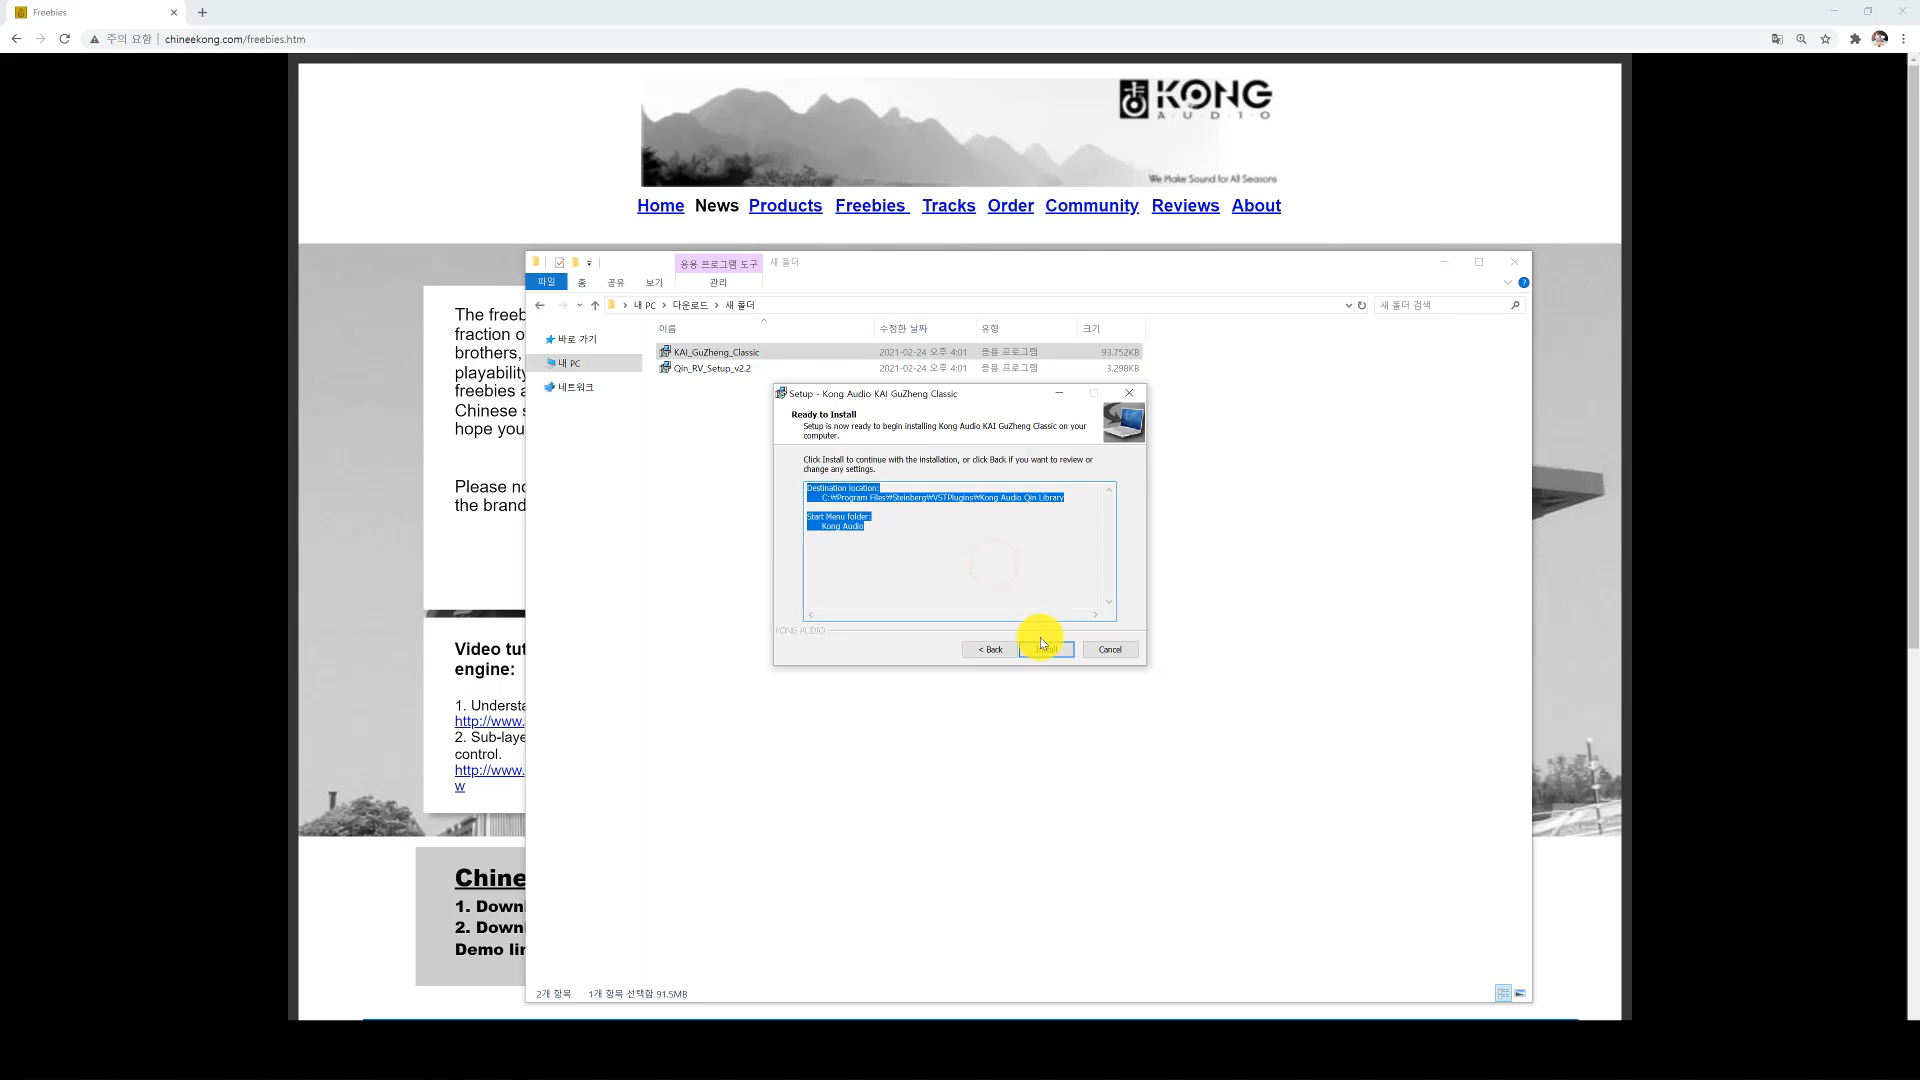 Freebies
주의 요함
chineekong.com/freebies.htm
KONG
AUDIO
We Make Sound for All Seasons
Home News Products Freebies Tracks Order Community Reviews About
응용 프로그램 도구
새 폴더
파일
홈
공유
보기
관리
내 PC
다운로드
새 폴더
새 폴더 검색
이름
수정한 날짜
유형
크기
바로 가기
내 PC
네트워크
KAI_GuZheng_Classic 2021-02-24 오후 4:01 응용 프로그램 93,752KB
Qin_RV_Setup_v2.2 2021-02-24 오후 4:01 응용 프로그램 3,298KB
Setup - Kong Audio KAI GuZheng Classic
Ready to Install
Setup is now ready to begin installing Kong Audio KAI GuZheng Classic on your
computer.
Click Install to continue with the installation, or click Back if you want to review or
change any settings.
Destination location:
C:₩Program Files₩Steinberg₩VSTPlugins₩Kong Audio Qin Library
Start Menu folder:
Kong Audio
KONG AUDIO
< Back
Cancel
The freeb
fraction o
brothers,
playability
freebies a
Chinese s
hope you
Please no
the brand
Video tut
engine:
1. Understa
http://www.
2. Sub-laye
control.
http://www.
w
Chine
1. Down
2. Down
Demo lin
2개 항목
1개 항목 선택함 91.5MB